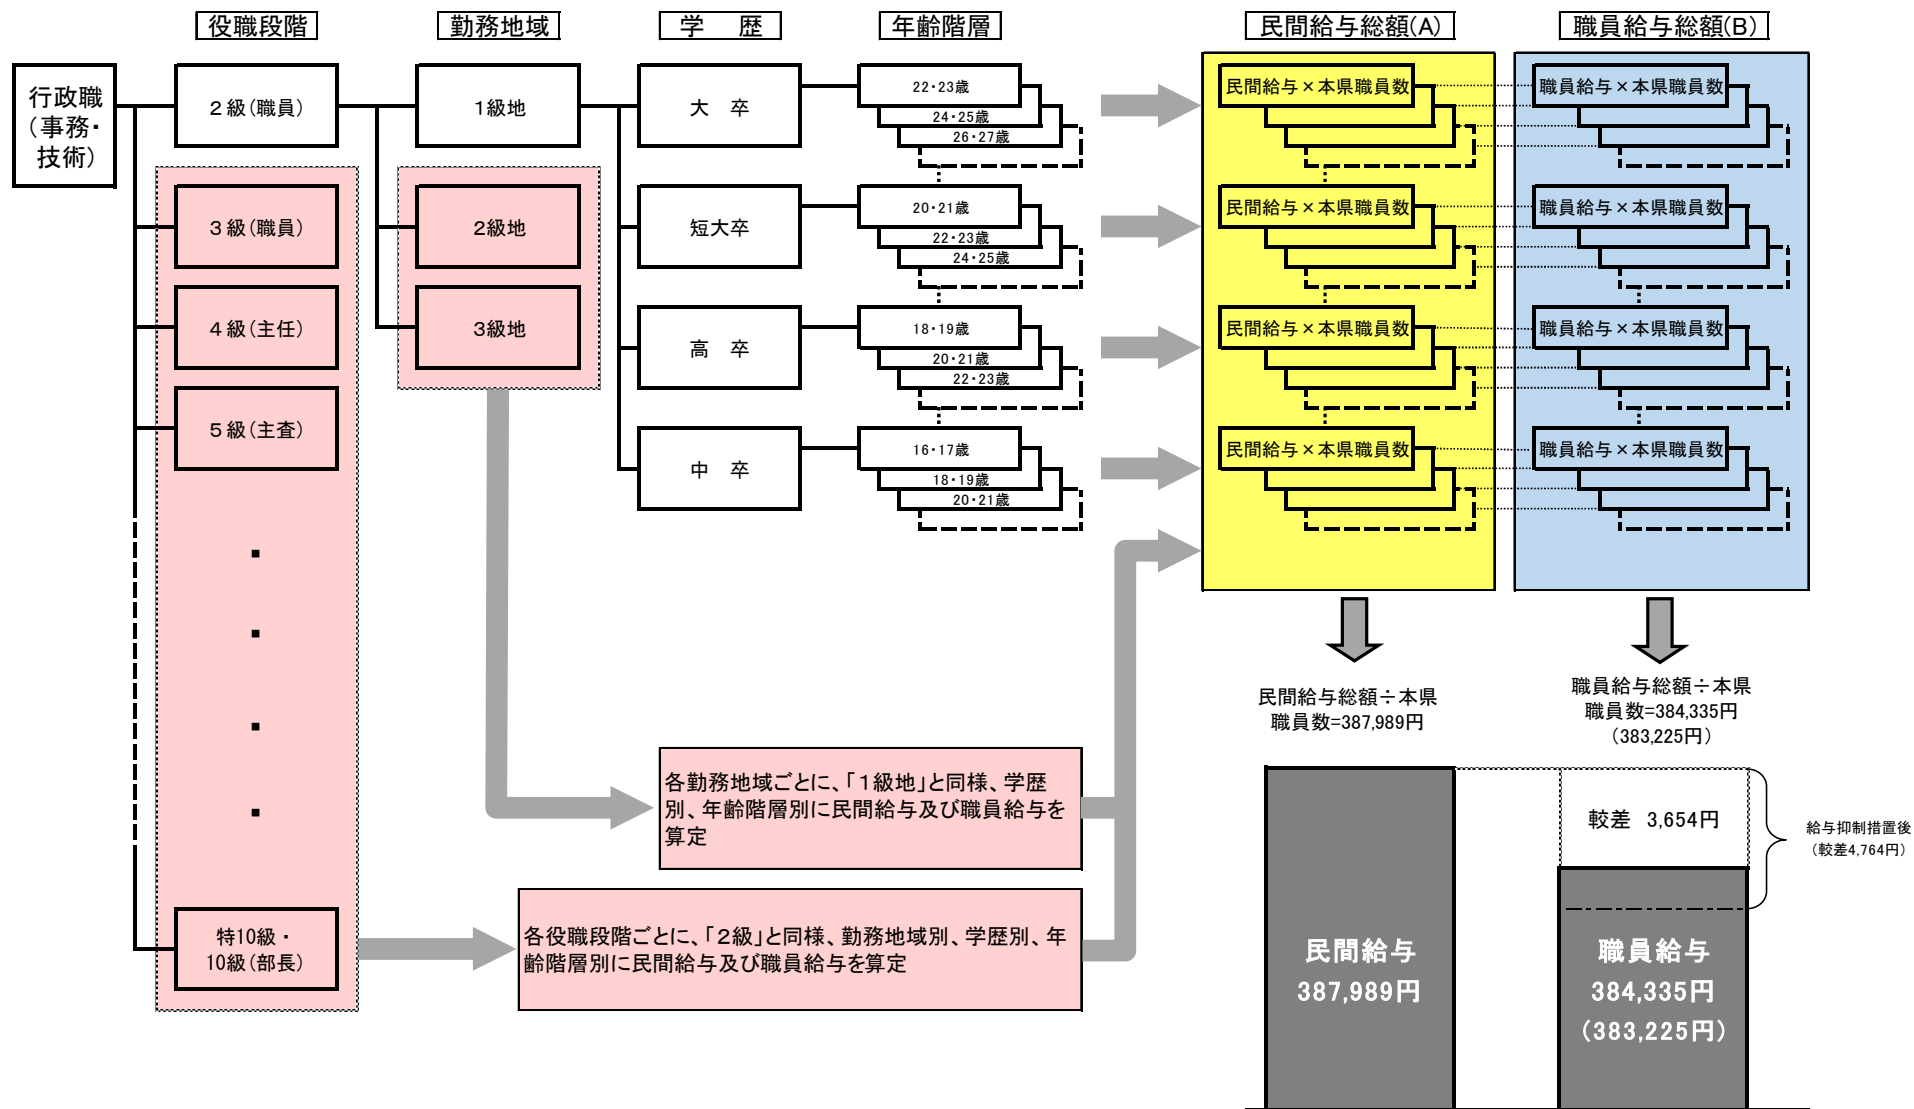 役職段階
勤務地域
学　歴
年齢階層
民間給与総額(A)
職員給与総額(B)
行政職
(事務・
技術)
２級(職員)
３級(職員)
４級(主任)
５級(主査)
・
・
・
・
特10級・
10級(部長)
1級地
2級地
3級地
大　卒
短大卒
高　卒
中　卒
22・23歳
24・25歳
26・27歳
20・21歳
22・23歳
24・25歳
18・19歳
20・21歳
22・23歳
16・17歳
18・19歳
20・21歳
民間給与×本県職員数
民間給与×本県職員数
民間給与×本県職員数
民間給与×本県職員数
職員給与×本県職員数
職員給与×本県職員数
職員給与×本県職員数
職員給与×本県職員数
民間給与総額÷本県
職員数=387,989円
職員給与総額÷本県
職員数=384,335円
(383,225円)
各勤務地域ごとに、「１級地」と同様、学歴
別、年齢階層別に民間給与及び職員給与を
算定
各役職段階ごとに、「２級」と同様、勤務地域別、学歴別、年
齢階層別に民間給与及び職員給与を算定
較差　3,654円
給与抑制措置後
(較差4,764円)
民間給与
387,989円
職員給与
384,335円
(383,225円)